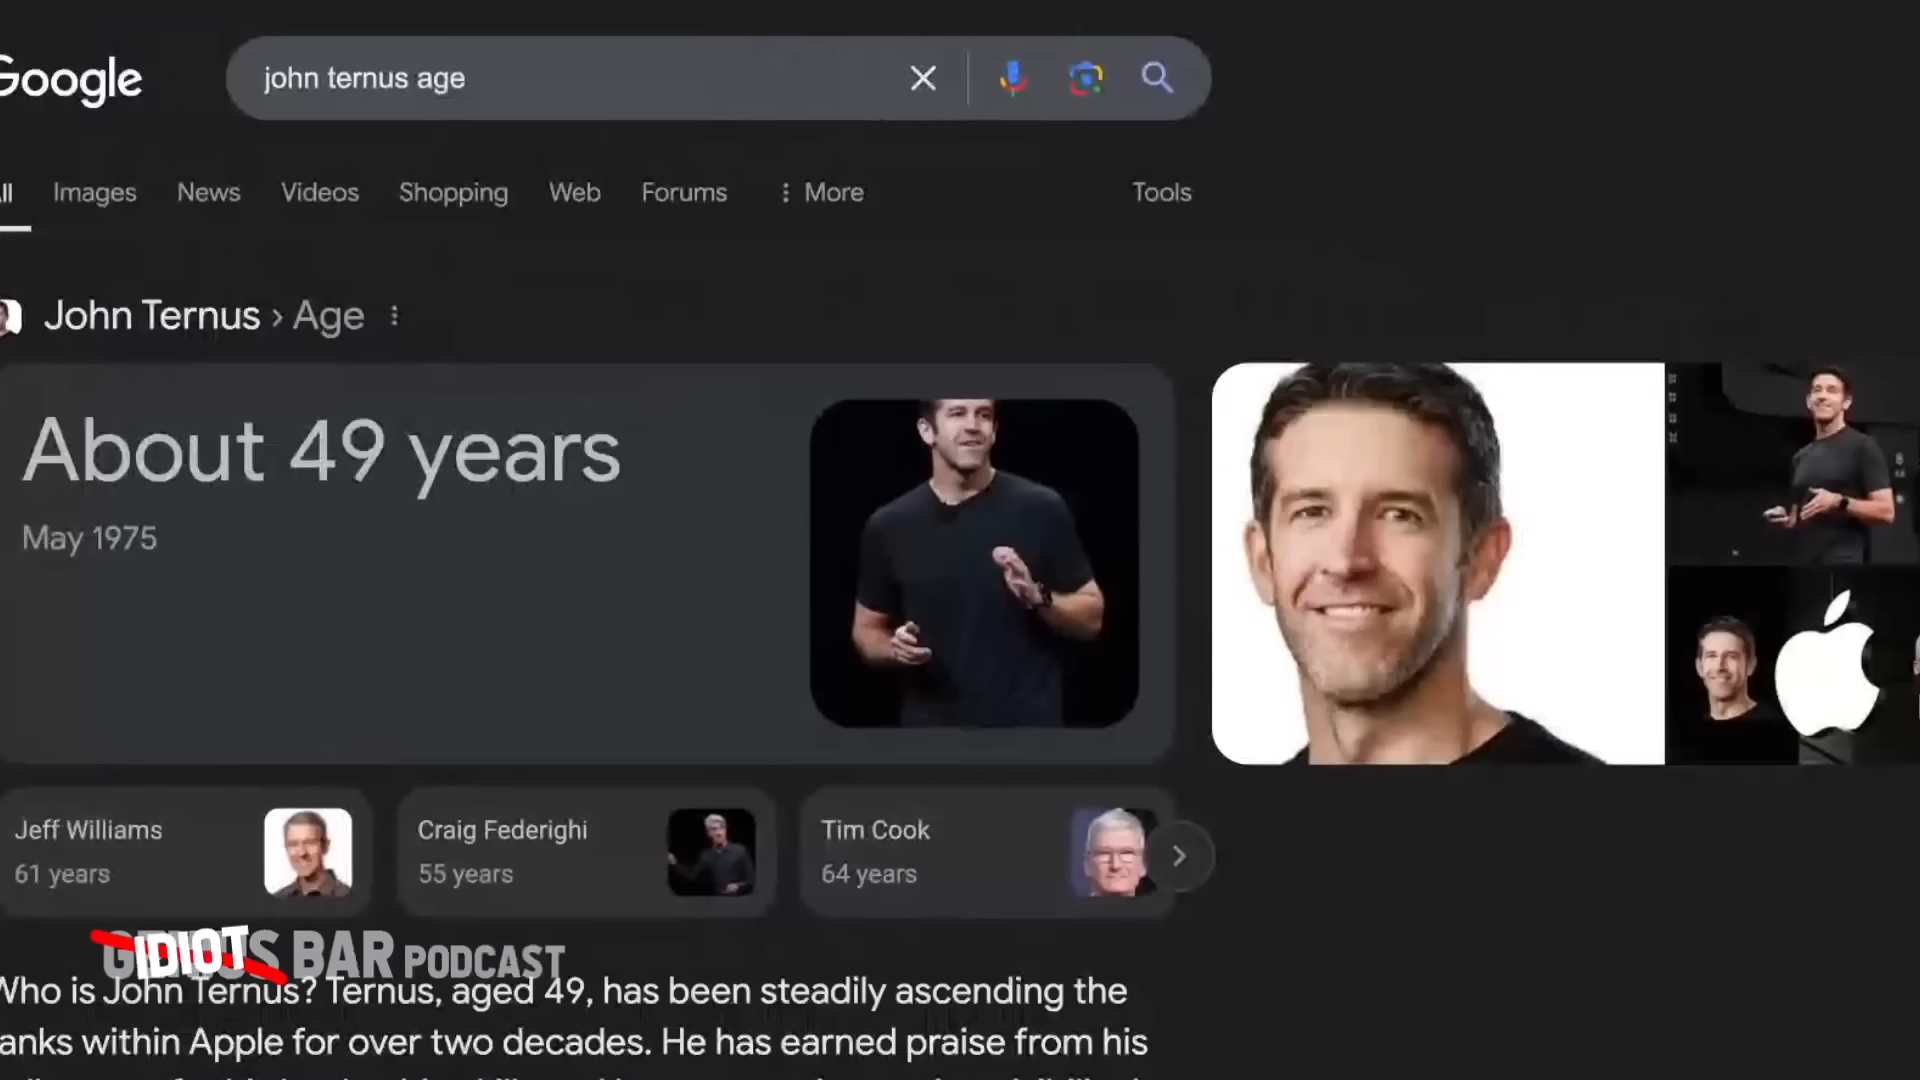 Google
john ternus age
ll
Images
News
Videos
Shopping
Web
Forums
More
Tools
John Ternus › Age
About 49 years
May 1975
Jeff Williams
61 years
Craig Federighi
55 years
Tim Cook
64 years
IDIOT
GENIUS BAR PODCAST
Who is John Ternus? Ternus, aged 49, has been steadily ascending the
anks within Apple for over two decades. He has earned praise from his